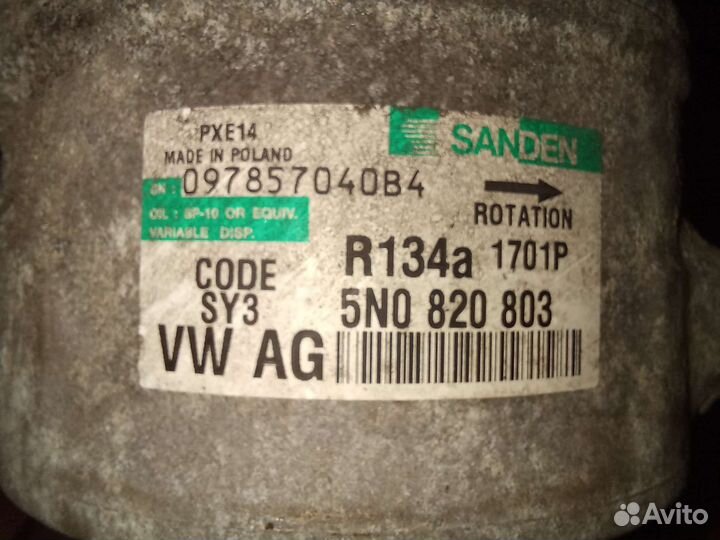 PXE14
SANDEN
MADE IN POLAND
SN: 097857040B4
OIL : SP-10 OR EQUIV.
VARIABLE DISP.
ROTATION
R134a 1701P
CODE
SY3
5N0 820 803
VW AG
Avito